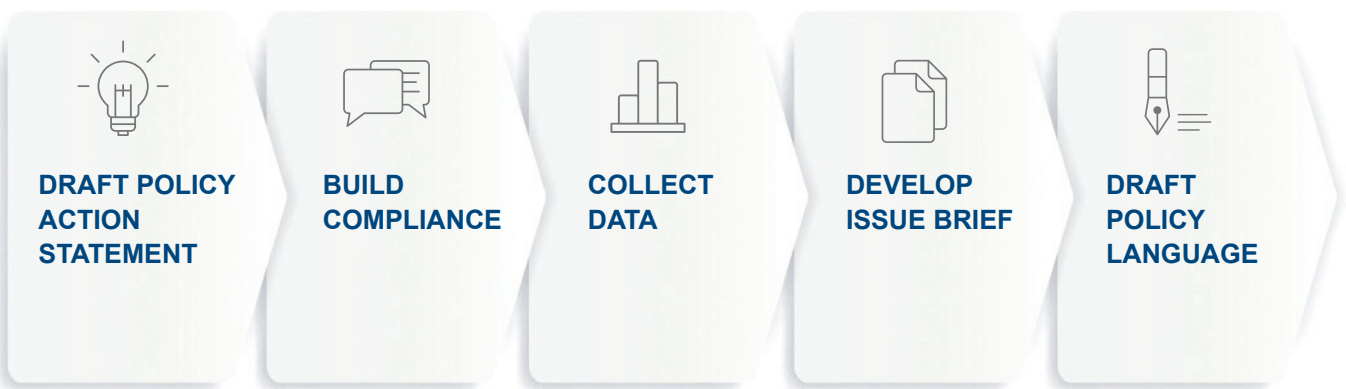 DRAFT POLICY
ACTION
STATEMENT
BUILD
COMPLIANCE
COLLECT
DATA
DEVELOP
ISSUE BRIEF
DRAFT
POLICY
LANGUAGE